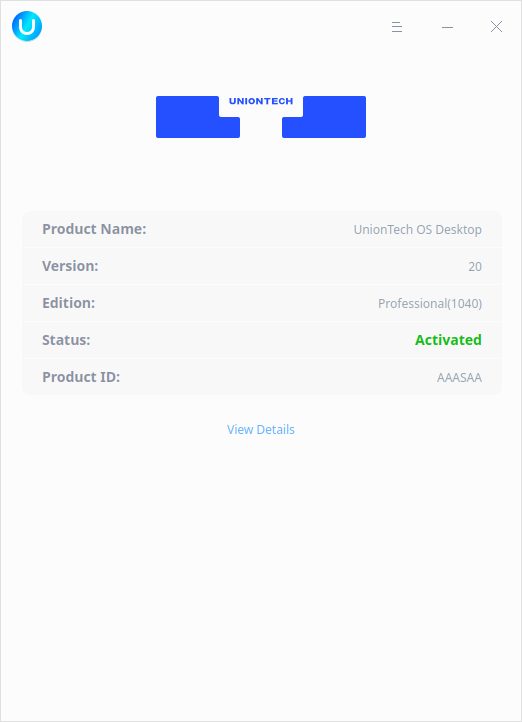 UNIONTECH
Product Name: UnionTech OS Desktop
Version: 20
Edition: Professional(1040)
Status: Activated
Product ID: AAASAA
View Details